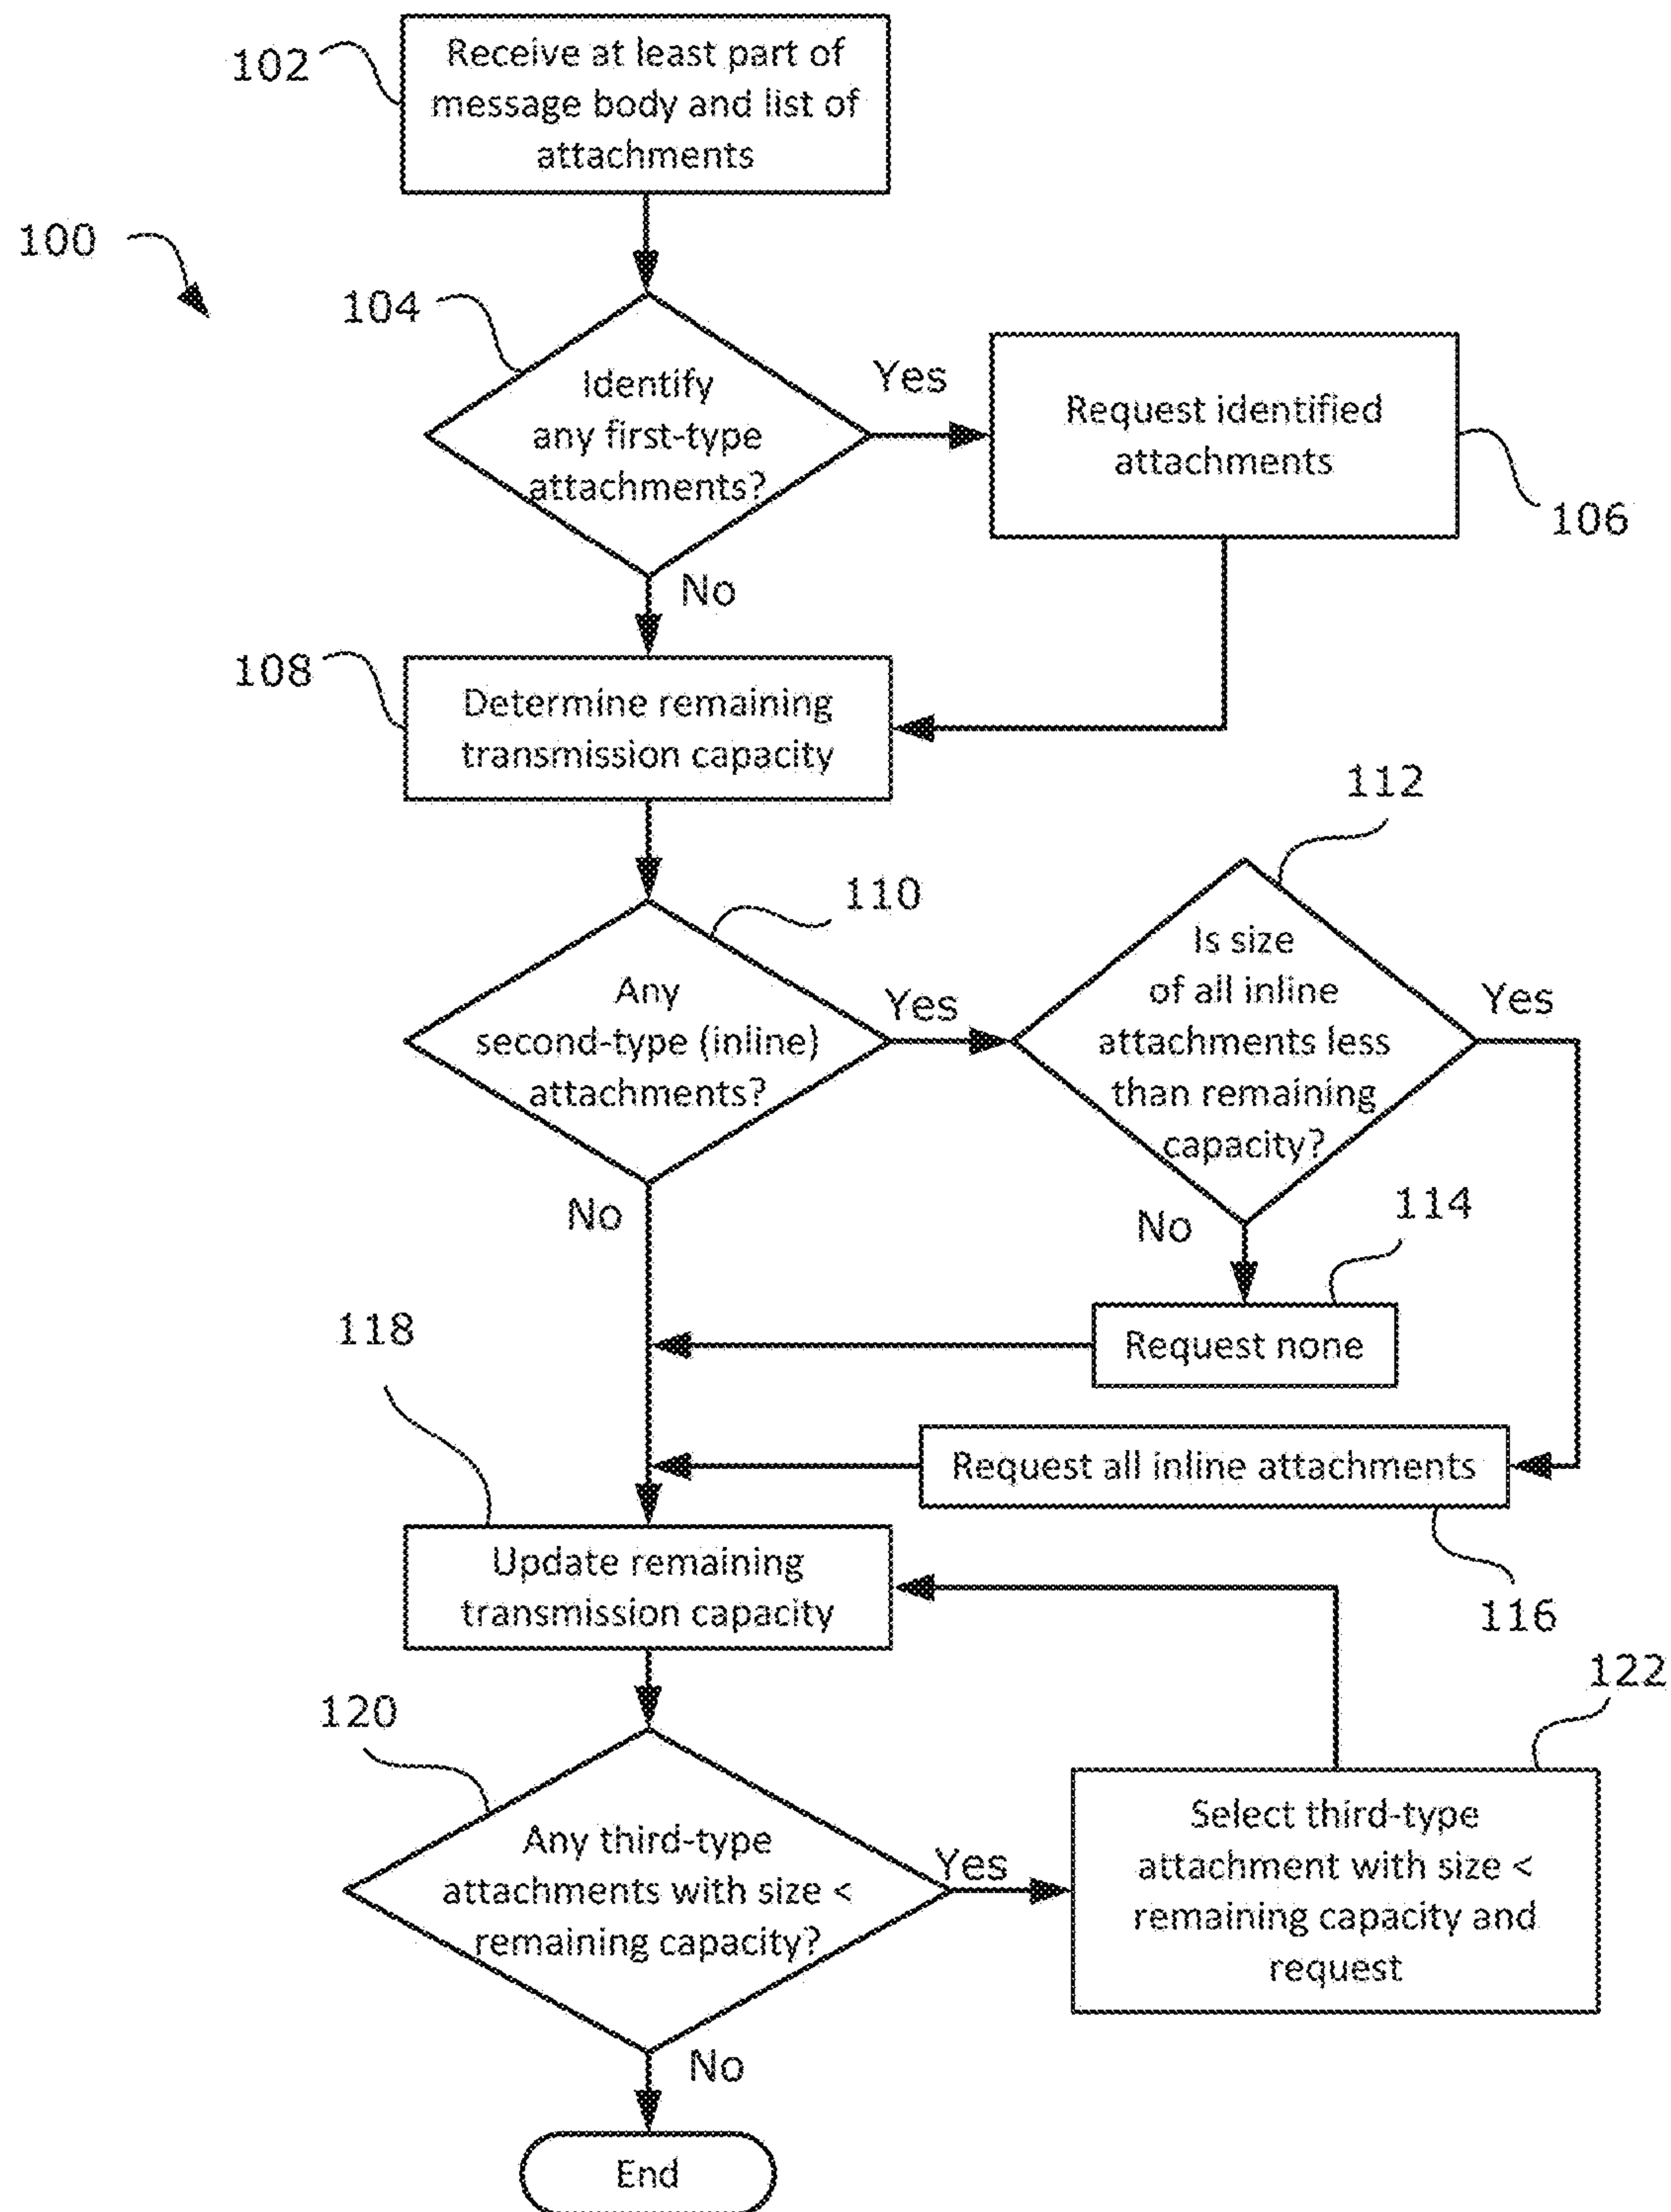 102
Receive at least part of
message body and list of
attachments
100
104
Identify
any first-type
attachments?
Yes
Request identified
attachments
106
No
108
Determine remaining
transmission capacity
112
110
Any
second-type (inline)
attachments?
Yes
Is size
of all inline
attachments less
than remaining
capacity?
Yes
No
No
114
Request none
118
Request all inline attachments
116
Update remaining
transmission capacity
122
120
Any third-type
attachments with size <
remaining capacity?
Yes
Select third-type
attachment with size <
remaining capacity and
request
No
End